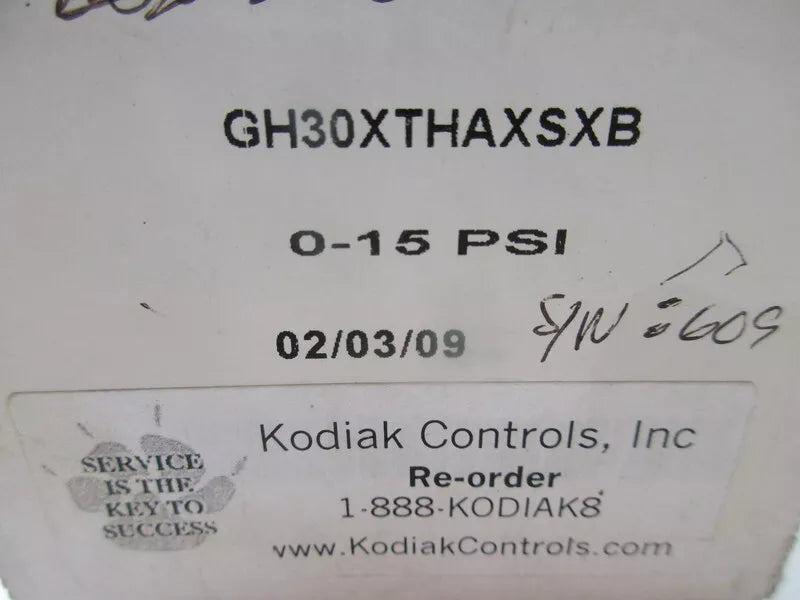 GH30XTHAXSXB
0-15 PSI
02/03/09 S/W : 609
SERVICE
IS THE
KEY TO
SUCCESS
Kodiak Controls, Inc
Re-order
1-888-KODIAK8
www.KodiakControls.com